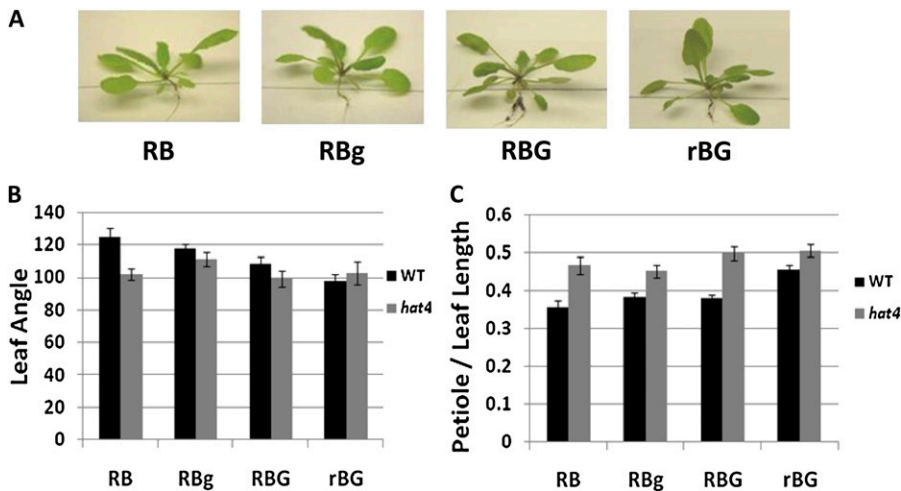 A
RB
RBg
RBG
rBG
B
Leaf Angle
140
120
100
80
60
40
20
0
RB
RBg
RBG
rBG
WT
hat4
C
Petiole / Leaf Length
0.6
0.5
0.4
0.3
0.2
0.1
0
RB
RBg
RBG
rBG
WT
hat4